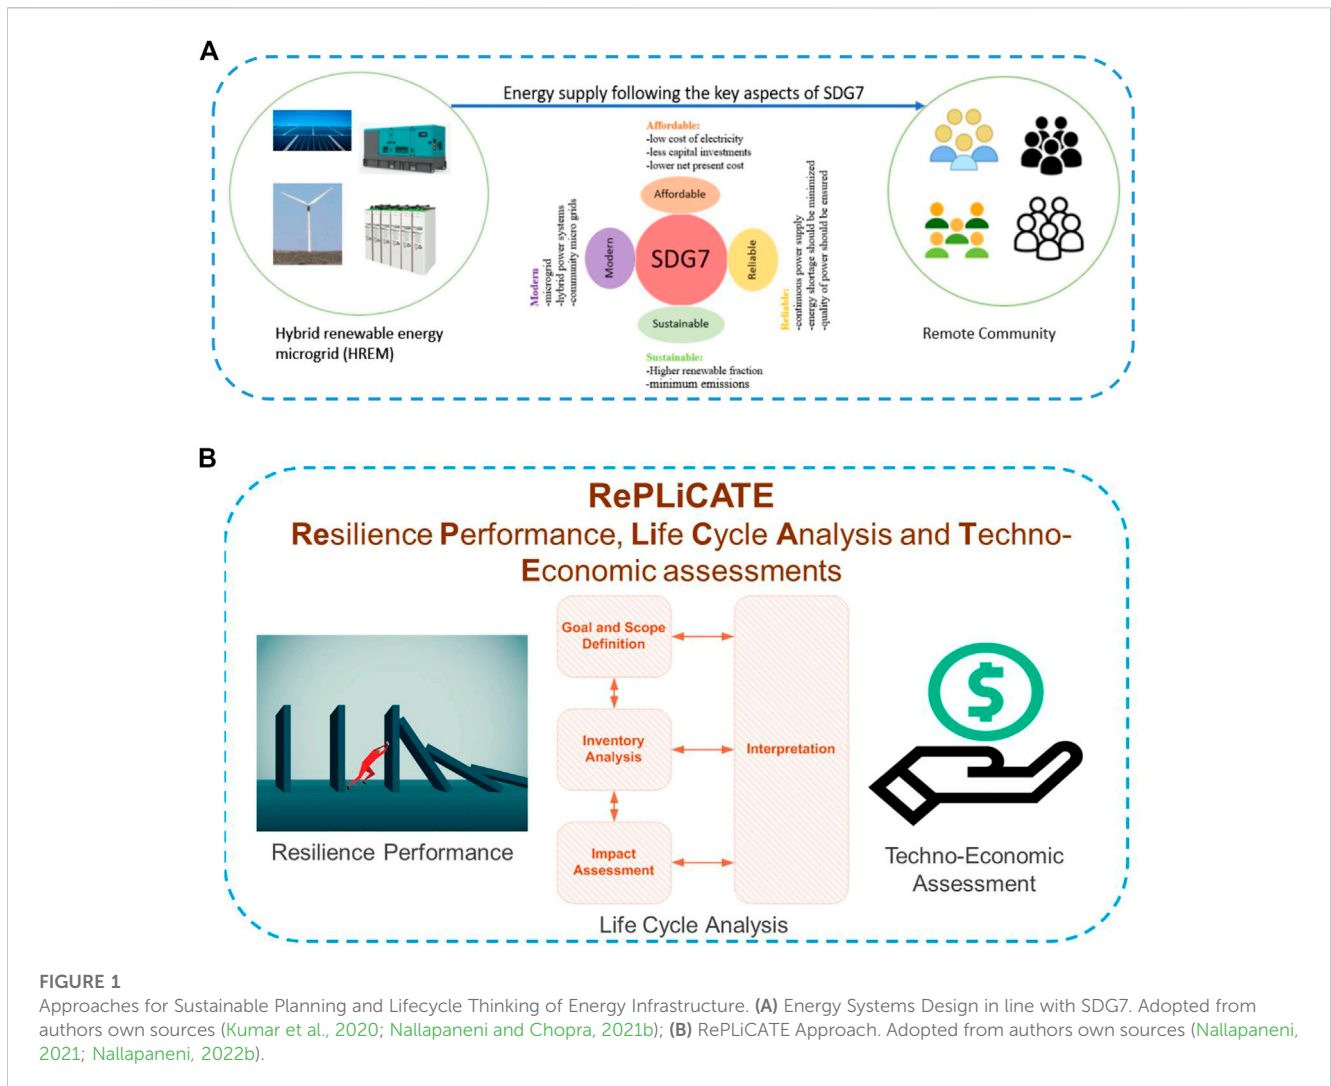 A
Energy supply following the key aspects of SDG7
Affordable:
-low cost of electricity
-less capital investments
-lower net present cost
Affordable
Modern
-microgrid
-hybrid power systems
-community micro grids
Modern
SDG7
Reliable
Reliable:
-continuous power supply
-energy shortage should be minimized
-quality of power should be ensured
Sustainable
Sustainable:
-Higher renewable fraction
-minimum emissions
Hybrid renewable energy
microgrid (HREM)
Remote Community
B
RePLiCATE
Resilience Performance, Life Cycle Analysis and Techno-
Economic assessments
Goal and Scope
Definition
Inventory
Analysis
Impact
Assessment
Interpretation
$
Resilience Performance
Life Cycle Analysis
Techno-Economic
Assessment
FIGURE 1
Approaches for Sustainable Planning and Lifecycle Thinking of Energy Infrastructure. (A) Energy Systems Design in line with SDG7. Adopted from
authors own sources (Kumar et al., 2020; Nallapaneni and Chopra, 2021b); (B) RePLiCATE Approach. Adopted from authors own sources (Nallapaneni,
2021; Nallapaneni, 2022b).